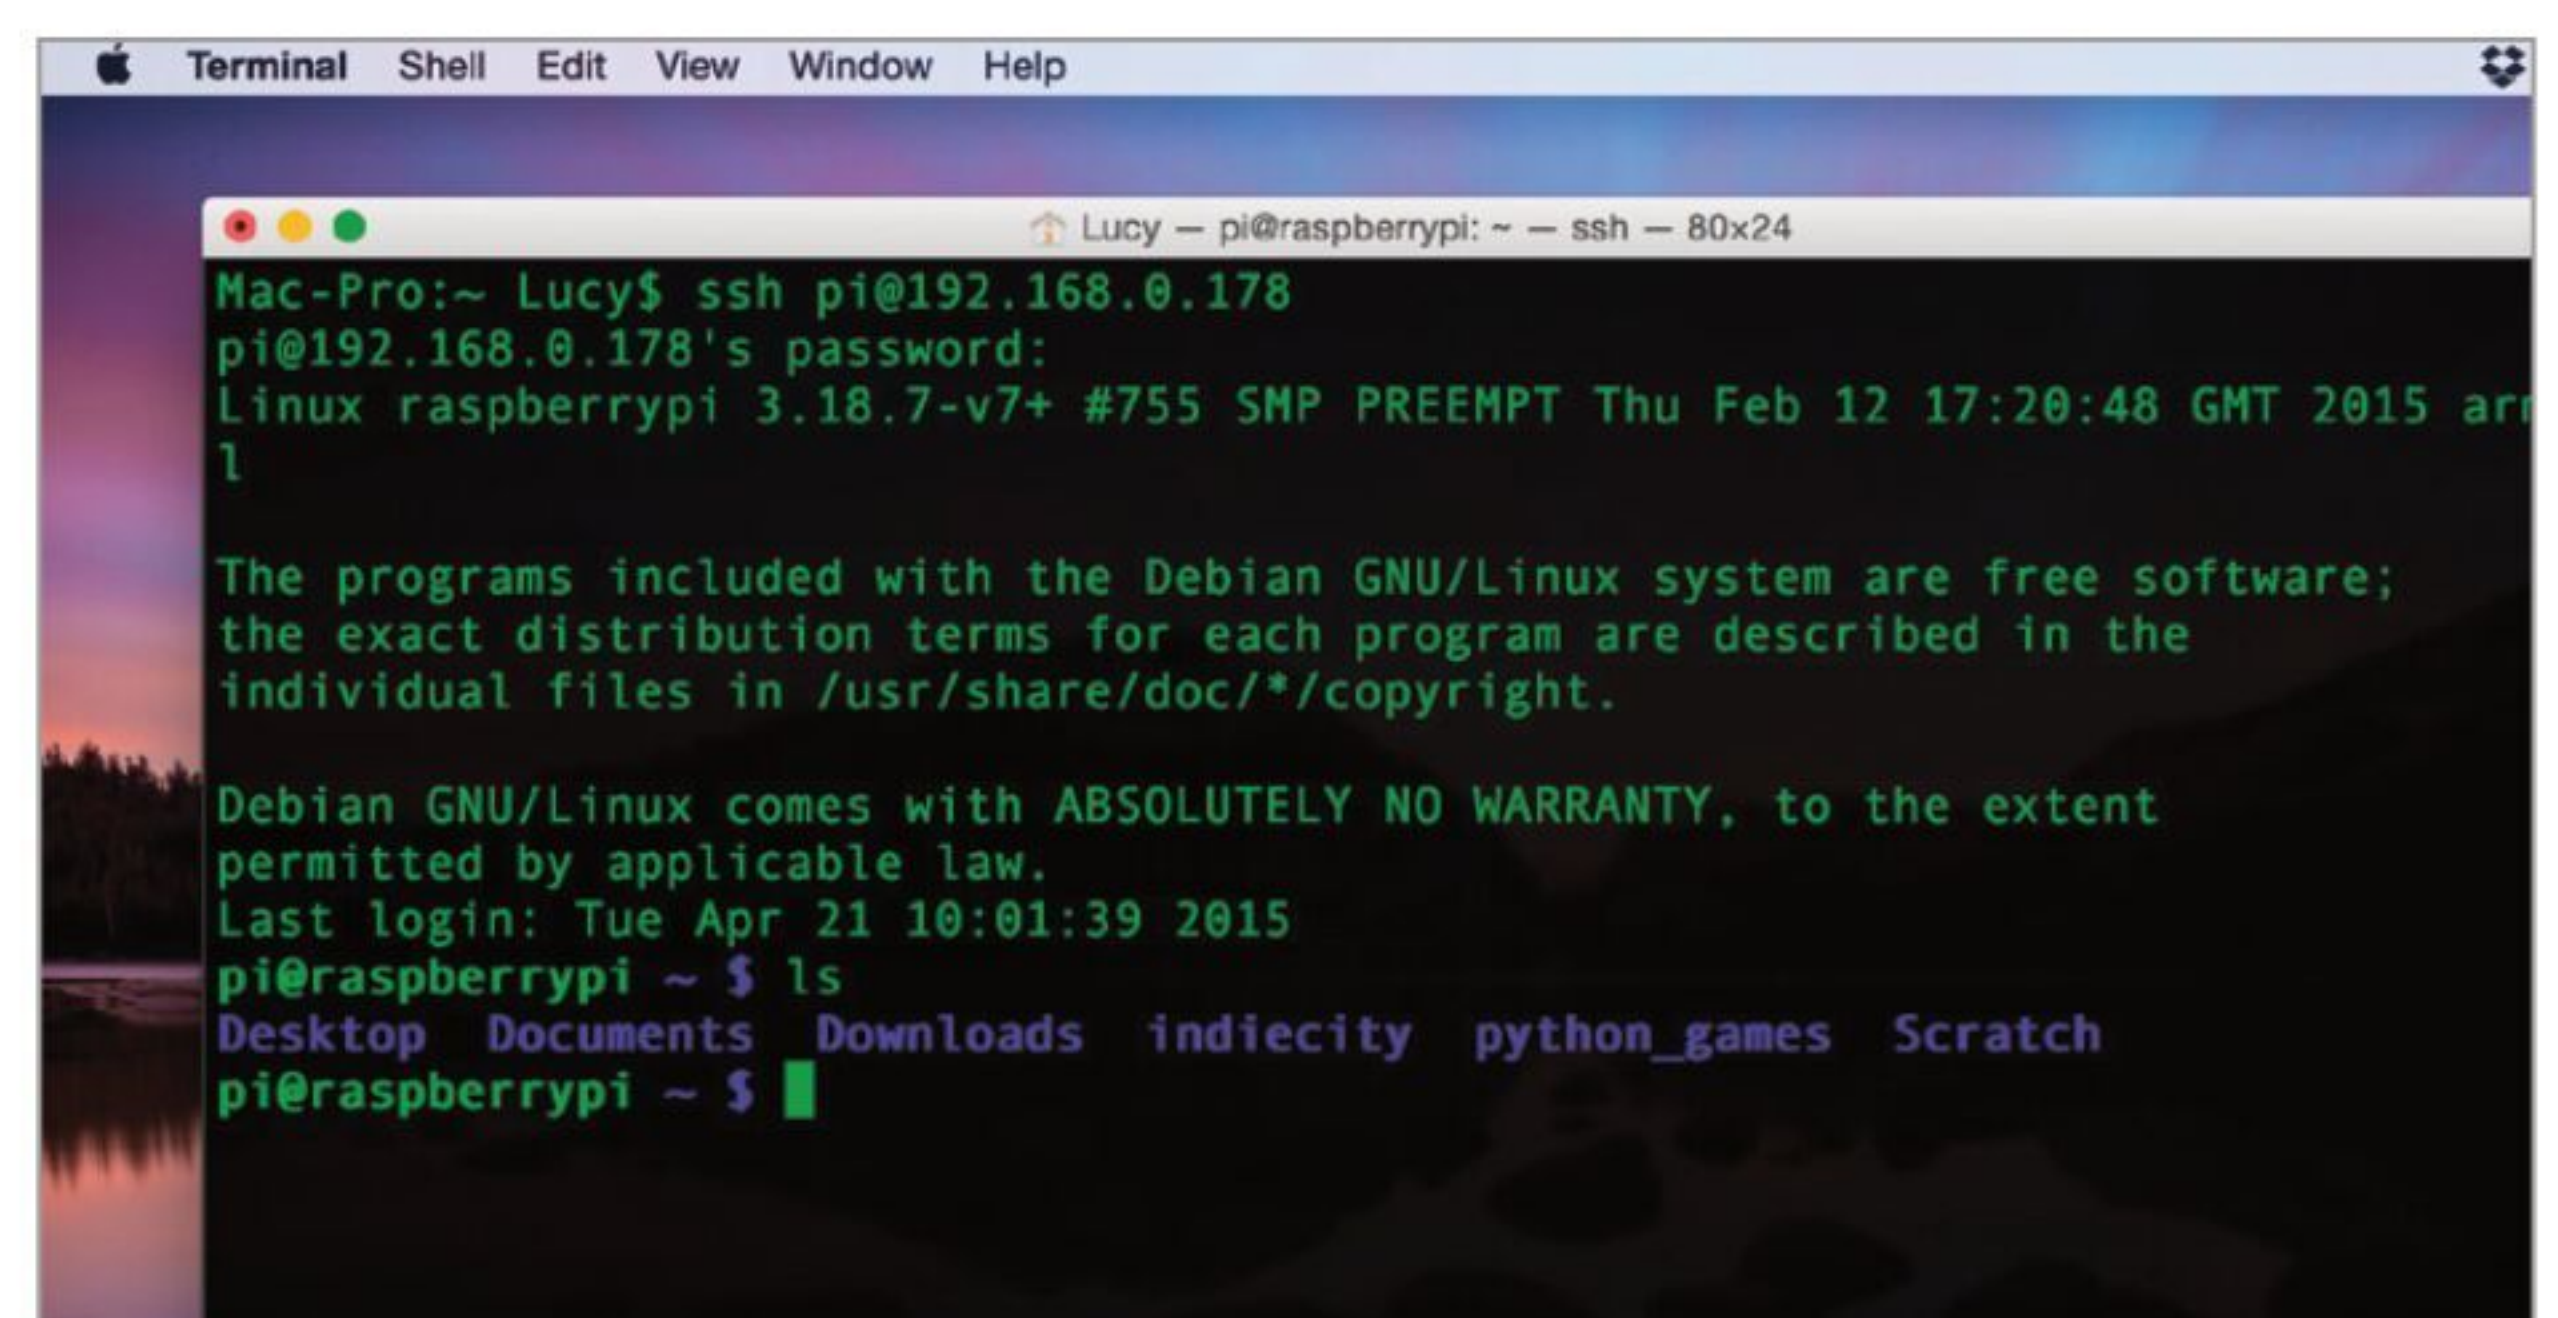 Terminal Shell Edit View Window Help
Lucy — pi@raspberrypi: ~ — ssh — 80×24
Mac-Pro:~ Lucy$ ssh pi@192.168.0.178
pi@192.168.0.178's password:
Linux raspberrypi 3.18.7-v7+ #755 SMP PREEMPT Thu Feb 12 17:20:48 GMT 2015
l
The programs included with the Debian GNU/Linux system are free software;
the exact distribution terms for each program are described in the
individual files in /usr/share/doc/*/copyright.
Debian GNU/Linux comes with ABSOLUTELY NO WARRANTY, to the extent
permitted by applicable law.
Last login: Tue Apr 21 10:01:39 2015
pi@raspberrypi ~ $ ls
Desktop Documents Downloads indiecity python_games Scratch
pi@raspberrypi ~ $